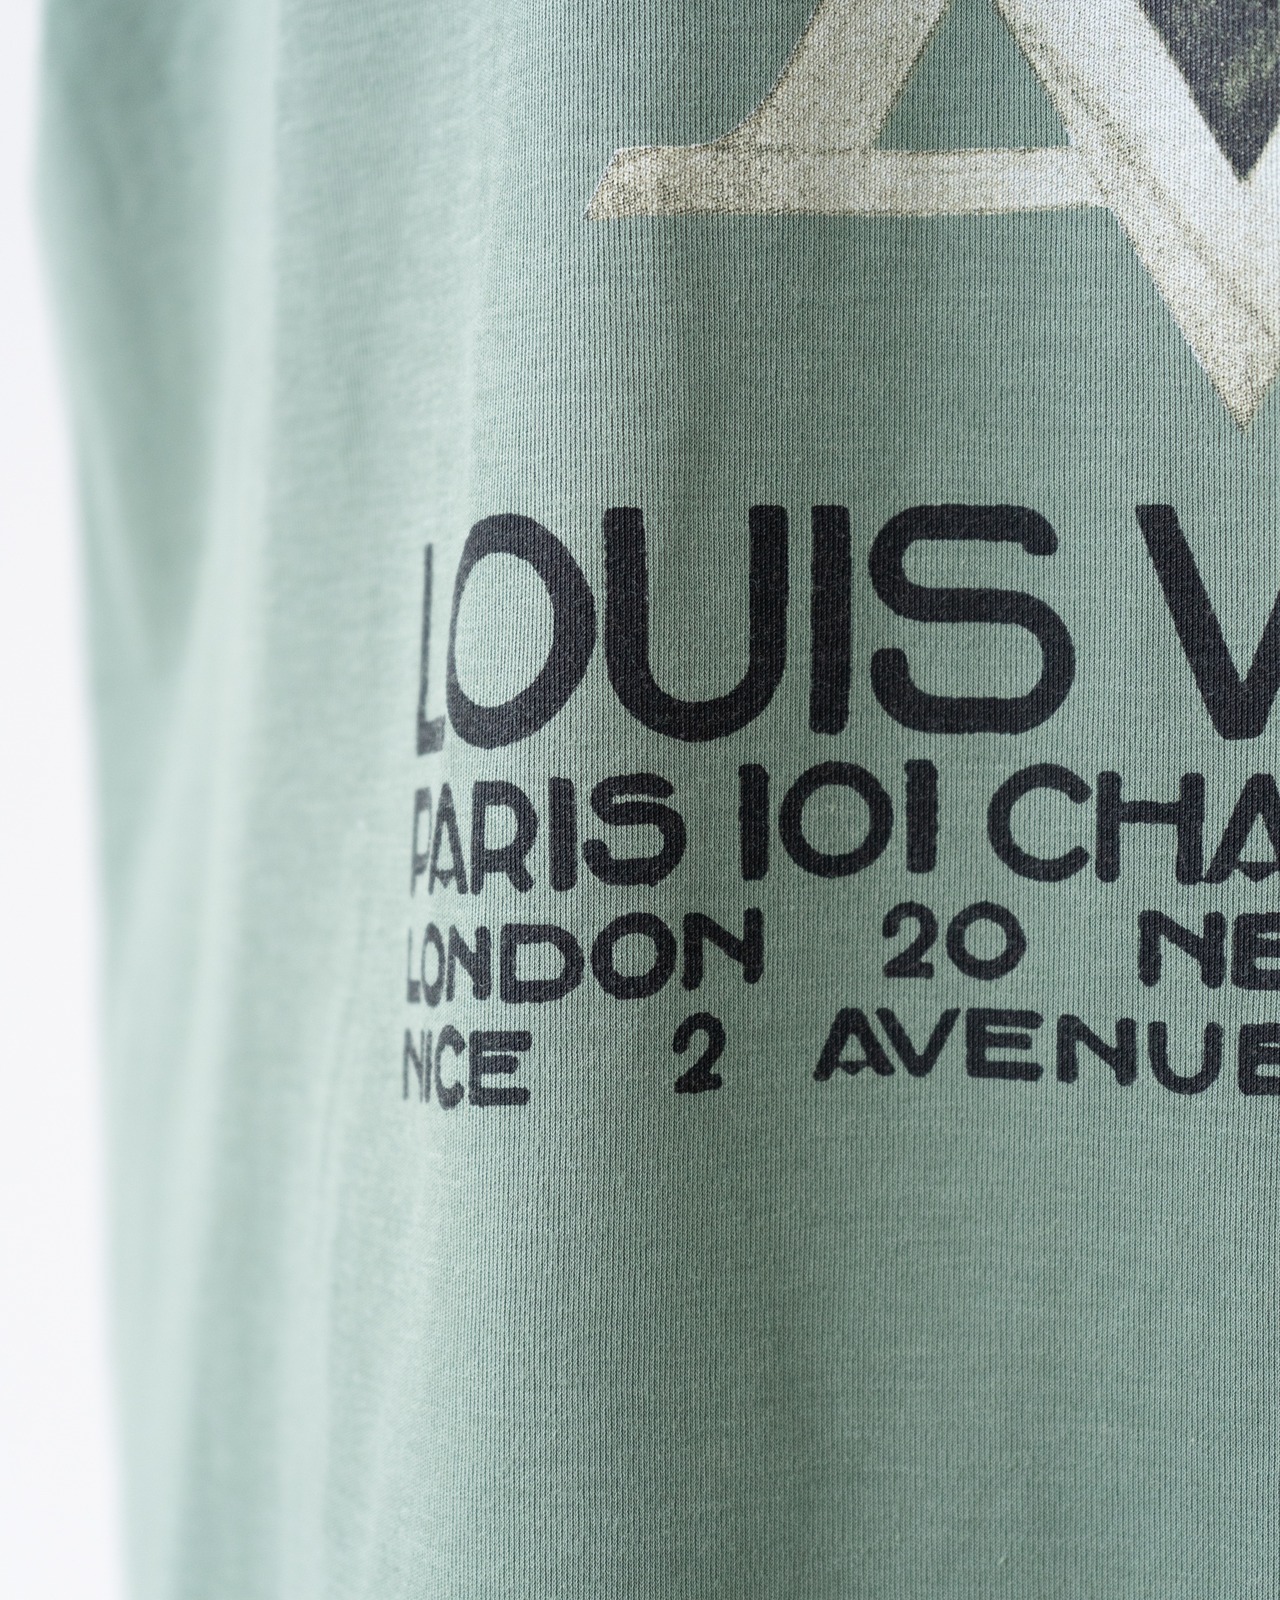 LOUIS V
PARIS 101 CHA
LONDON 20 NE
NICE 2 AVENUE